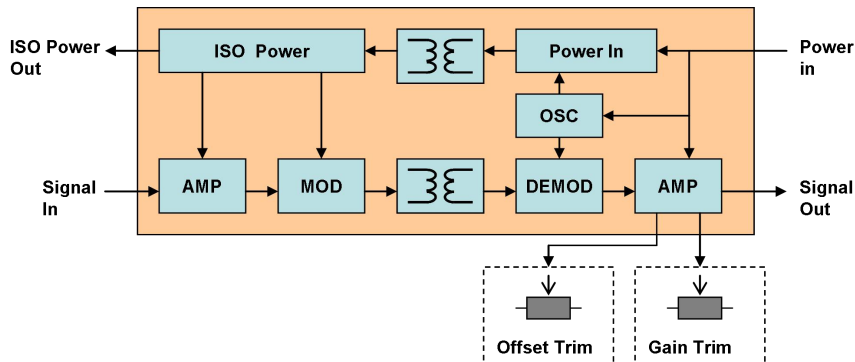 ISO Power
Out
ISO Power
Power In
Power
in
OSC
Signal
In
AMP
MOD
DEMOD
AMP
Signal
Out
Offset Trim
Gain Trim